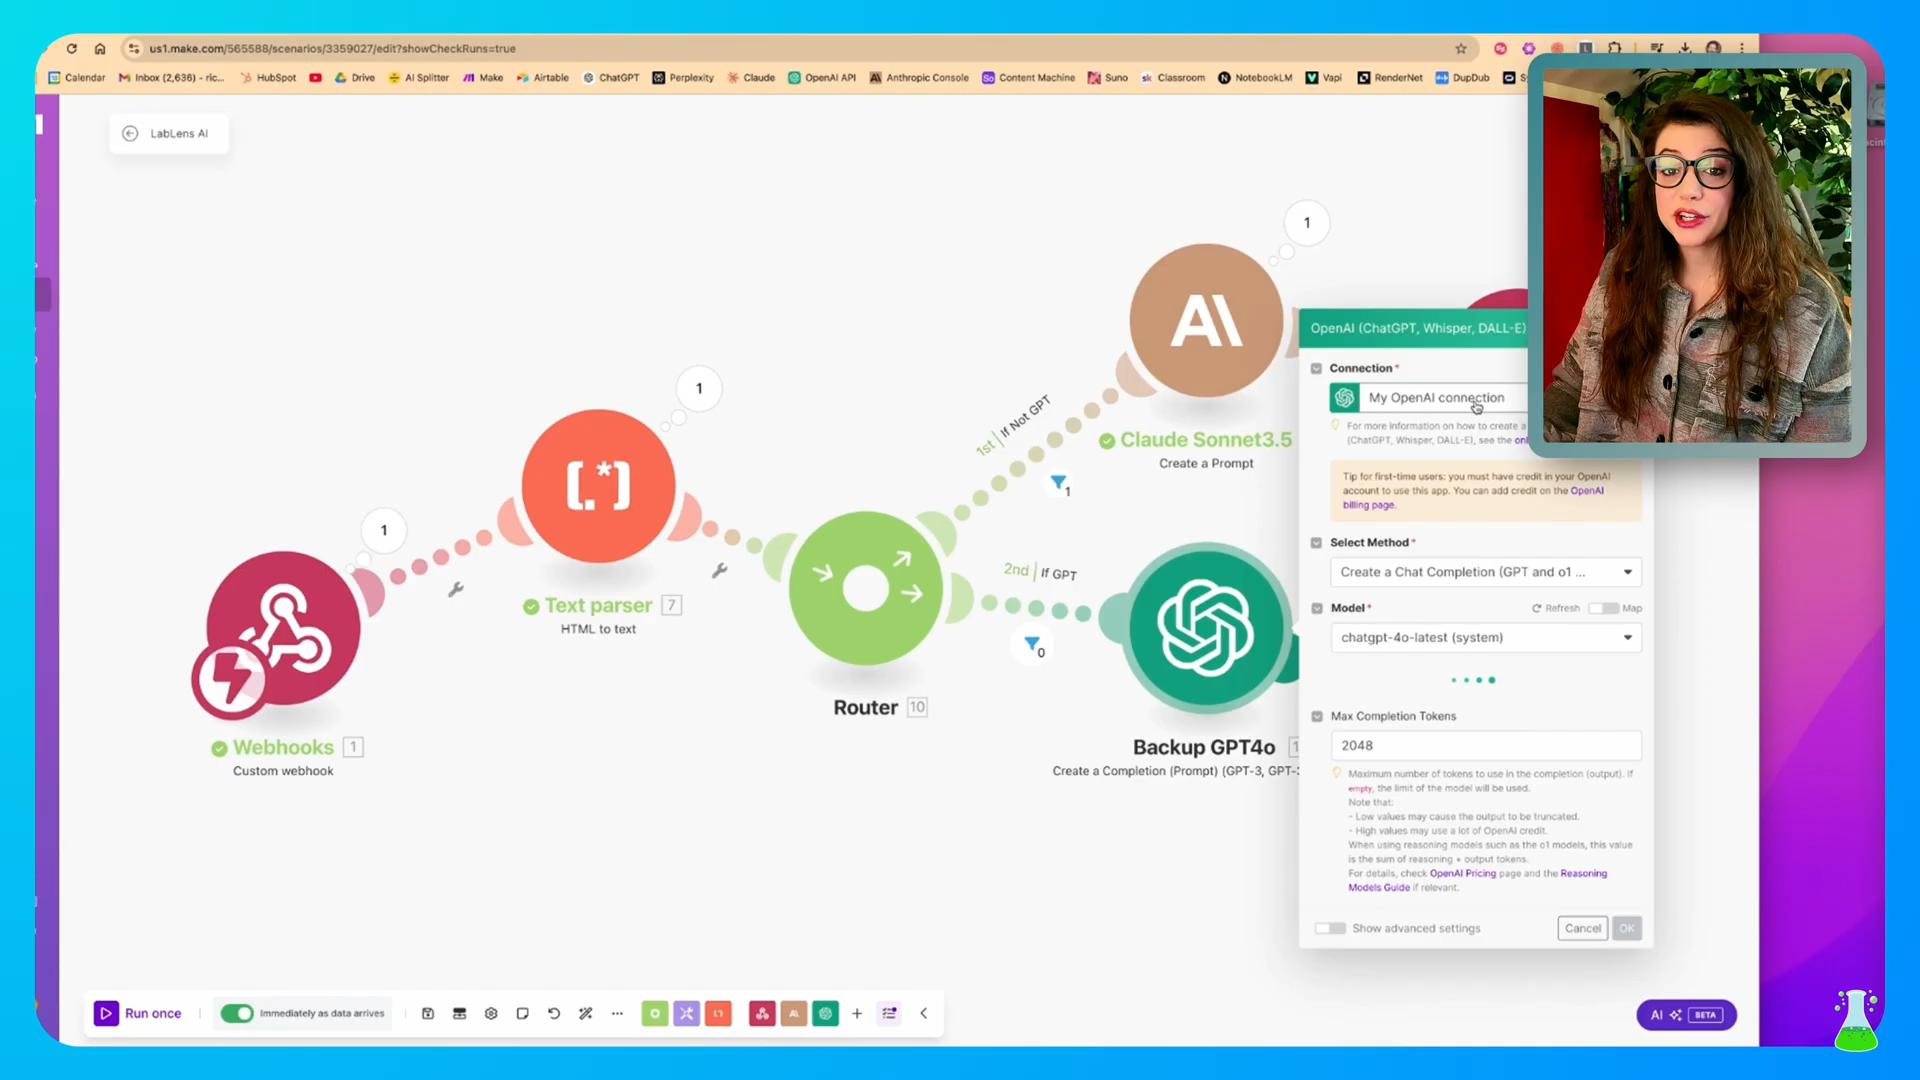 us1.make.com/565588/scenarios/3359027/edit?showCheckRuns=true
Calendar
Inbox (2,636) - ric...
HubSpot
Drive
AI Splitter
Make
Airtable
ChatGPT
Perplexity
Claude
OpenAI API
Anthropic Console
Content Machine
Suno
Classroom
NotebookLM
Vapi
RenderNet
DupDub
LabLens AI
1
1st | If Not GPT
Claude Sonnet3.5
Create a Prompt
1
1
Text parser 7
HTML to text
1
Webhooks 1
Custom webhook
Router 10
2nd | If GPT
0
Backup GPT4o
Create a Completion (Prompt) (GPT-3, GPT-
OpenAI (ChatGPT, Whisper, DALL-E)
Connection *
My OpenAI connection
For more information on how to create a
(ChatGPT, Whisper, DALL-E), see the onl
Tip for first-time users: you must have credit in your OpenAI
account to use this app. You can add credit on the OpenAI
billing page.
Select Method *
Create a Chat Completion (GPT and o1 ...
Model *
Refresh
Map
chatgpt-4o-latest (system)
Max Completion Tokens
2048
Maximum number of tokens to use in the completion (output). If
empty, the limit of the model will be used.
Note that:
- Low values may cause the output to be truncated.
- High values may use a lot of OpenAI credit.
When using reasoning models such as the o1 models, this value
is the sum of reasoning + output tokens.
For details, check OpenAI Pricing page and the Reasoning
Models Guide if relevant.
Show advanced settings
Cancel
OK
Run once
Immediately as data arrives
AI BETA